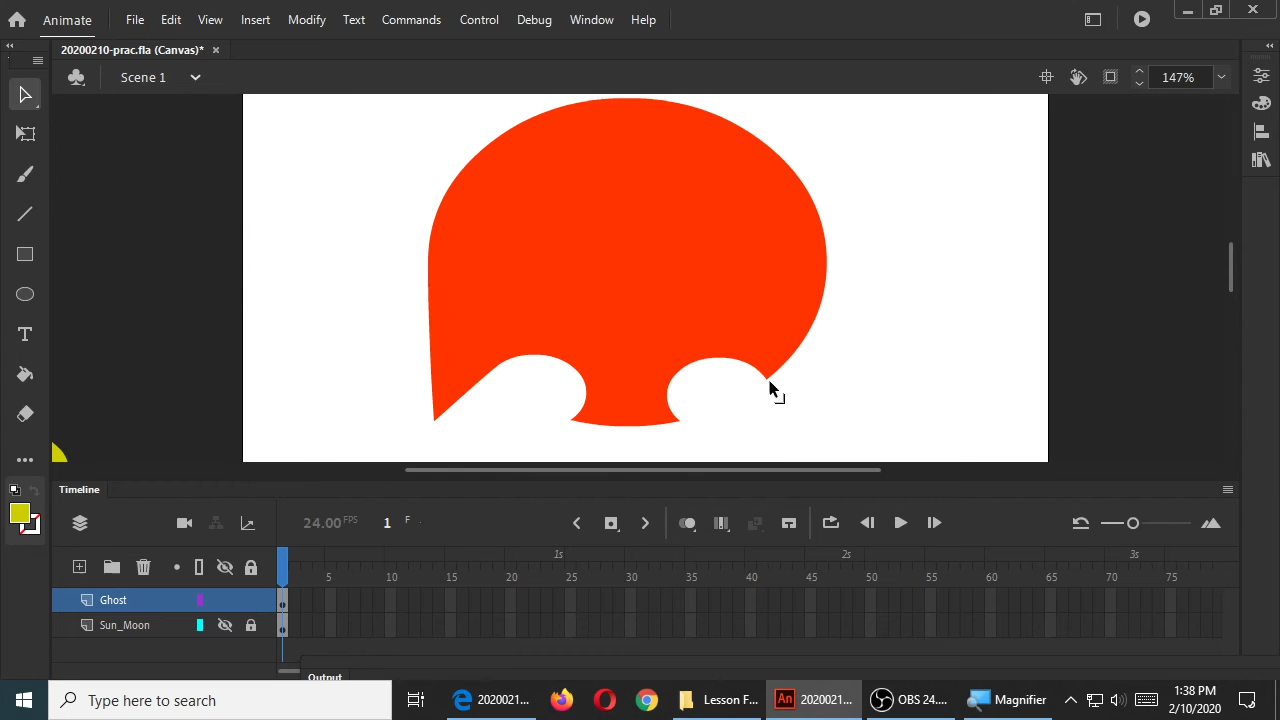 Animate File Edit View Insert Modify Text Commands Control Debug Window Help
20200210-prac.fla (Canvas)* ×
Scene 1 147%
Timeline
24.00 FPS 1 F
1s 2s 3s
5 10 15 20 25 30 35 40 45 50 55 60 65 70 75
Ghost
Sun_Moon
Output
Type here to search 2020021... Lesson F... 2020021... OBS 24.... Magnifier 1:38 PM
2/10/2020